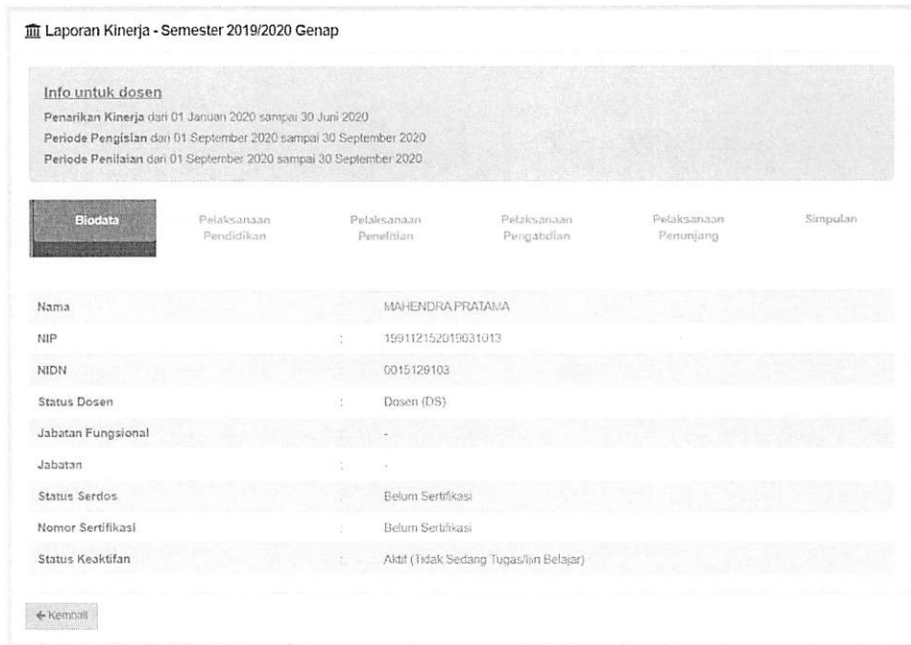 Laporan Kinerja - Semester 2019/2020 Genap
Info untuk dosen
Penarikan Kinerja dari 01 Januari 2020 sampai 30 Juni 2020
Periode Pengisian dari 01 September 2020 sampai 30 September 2020
Periode Penilaian dari 01 September 2020 sampai 30 September 2020
Biodata Pelaksanaan Pendidikan Pelaksanaan Penelitian Pelaksanaan Pengabdian Pelaksanaan Penunjang Simpulan
Nama MAHENDRA PRATAMA
NIP : 199112152019031013
NIDN : 0015129103
Status Dosen : Dosen (DS)
Jabatan Fungsional : -
Jabatan : -
Status Serdos Belum Sertifikasi
Nomor Sertifikasi : Belum Sertifikasi
Status Keaktifan : Aktif (Tidak Sedang Tugas/Ijin Belajar)
Kembali